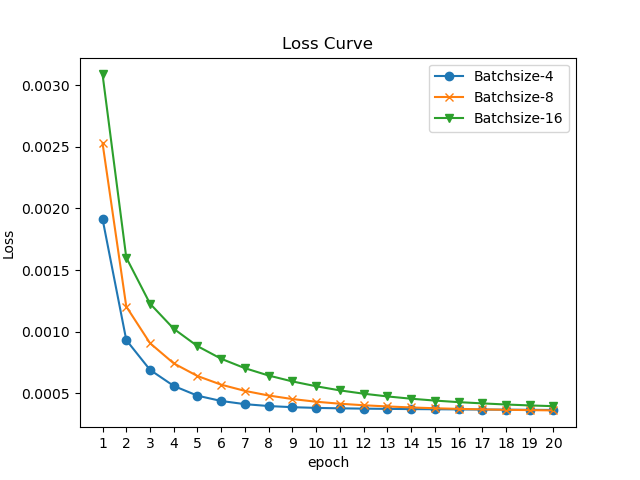 Loss Curve
Batchsize-4
Batchsize-8
Batchsize-16
Loss
0.0030
0.0025
0.0020
0.0015
0.0010
0.0005
1 2 3 4 5 6 7 8 9 10 11 12 13 14 15 16 17 18 19 20
epoch